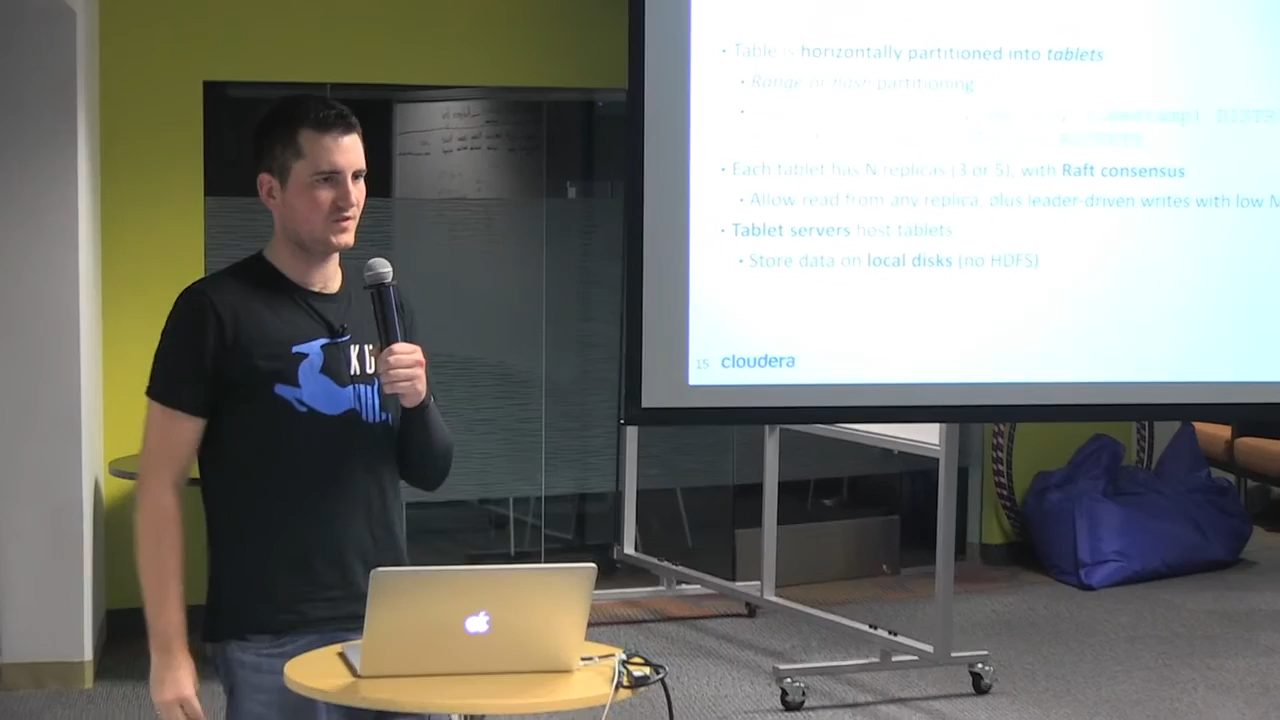 • Table is horizontally partitioned into tablets
• Range or hash partitioning
timestamp) DISTR
• Each tablet has N replicas (3 or 5), with Raft consensus
• Allow read from any replica, plus leader-driven writes with low M
• Tablet servers host tablets
• Store data on local disks (no HDFS)
15 cloudera
KU